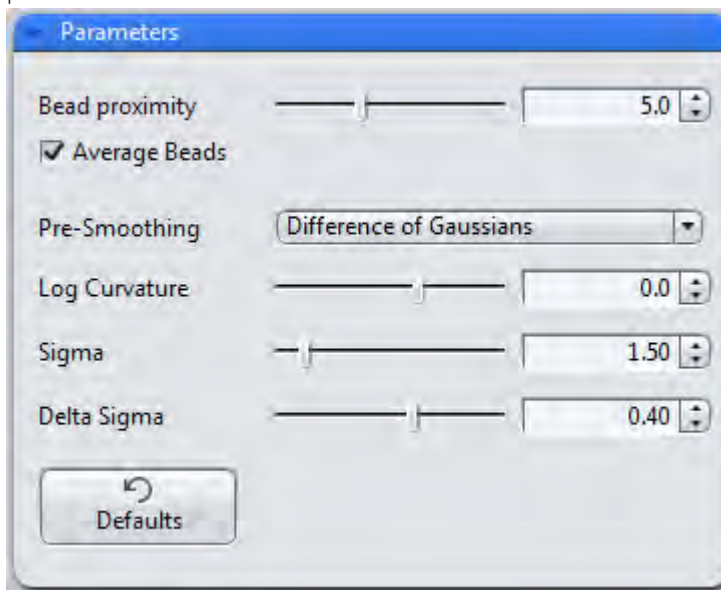 Parameters
Bead proximity 5.0
Average Beads
Pre-Smoothing Difference of Gaussians
Log Curvature 0.0
Sigma 1.50
Delta Sigma 0.40
Defaults